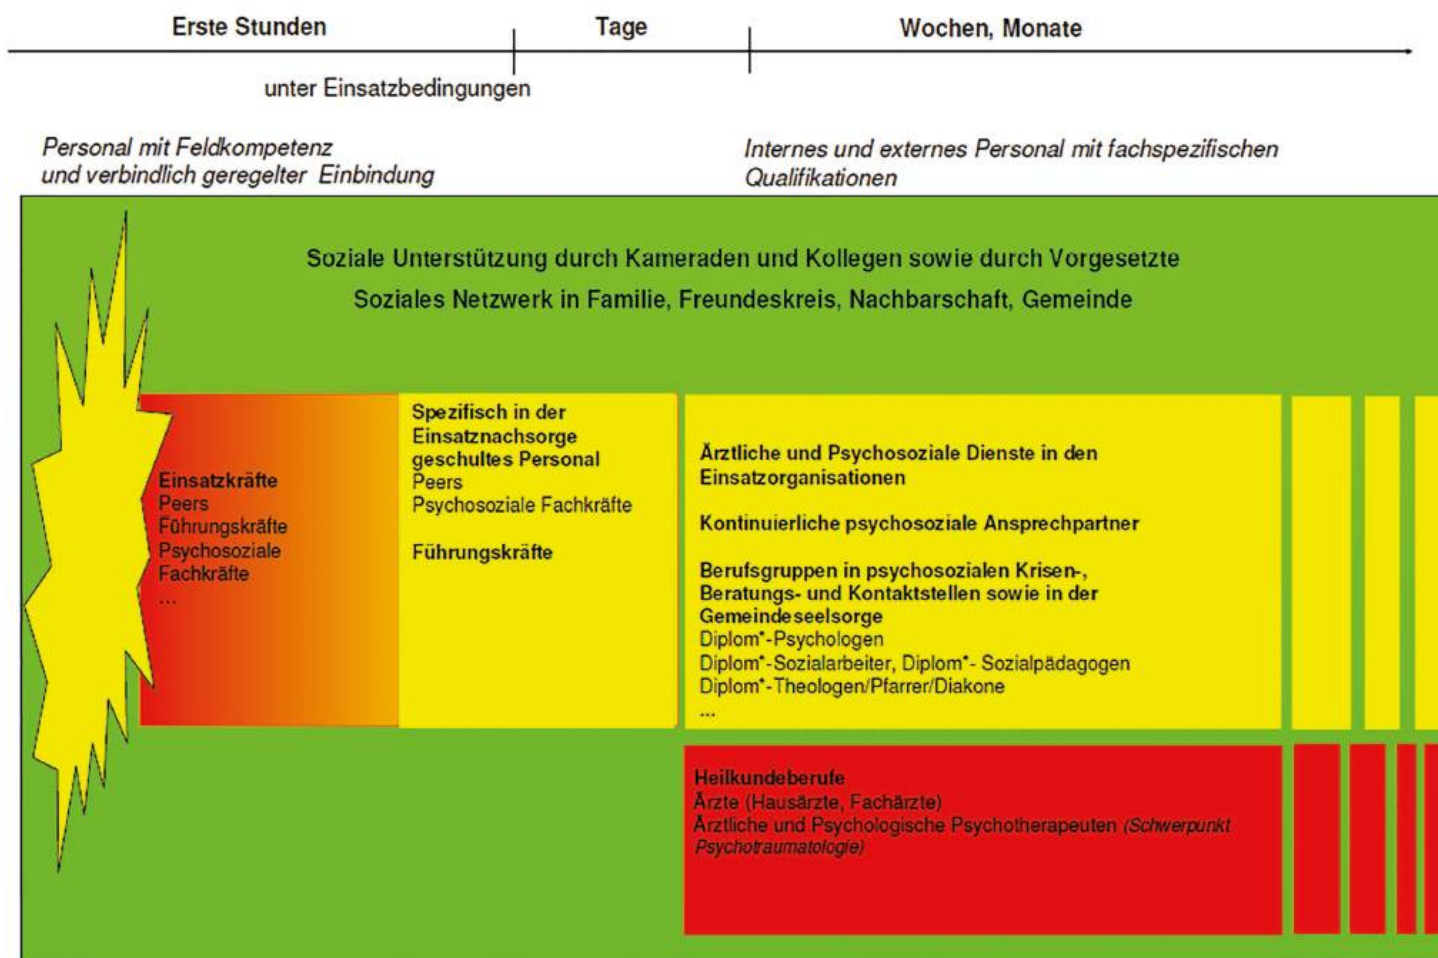 Erste Stunden
Tage
Wochen, Monate
unter Einsatzbedingungen
Personal mit Feldkompetenz
und verbindlich geregelter Einbindung
Internes und externes Personal mit fachspezifischen
Qualifikationen
Soziale Unterstützung durch Kameraden und Kollegen sowie durch Vorgesetzte
Soziales Netzwerk in Familie, Freundeskreis, Nachbarschaft, Gemeinde
Einsatzkräfte
Peers
Führungskräfte
Psychosoziale
Fachkräfte
...
Spezifisch in der
Einsatznachsorge
geschultes Personal
Peers
Psychosoziale Fachkräfte
Führungskräfte
Ärztliche und Psychosoziale Dienste in den
Einsatzorganisationen
Kontinuierliche psychosoziale Ansprechpartner
Berufsgruppen in psychosozialen Krisen-,
Beratungs- und Kontaktstellen sowie in der
Gemeindeseelsorge
Diplom*-Psychologen
Diplom*-Sozialarbeiter, Diplom*- Sozialpädagogen
Diplom*-Theologen/Pfarrer/Diakone
...
Heilkundeberufe
Ärzte (Hausärzte, Fachärzte)
Ärztliche und Psychologische Psychotherapeuten (Schwerpunkt
Psychotraumatologie)